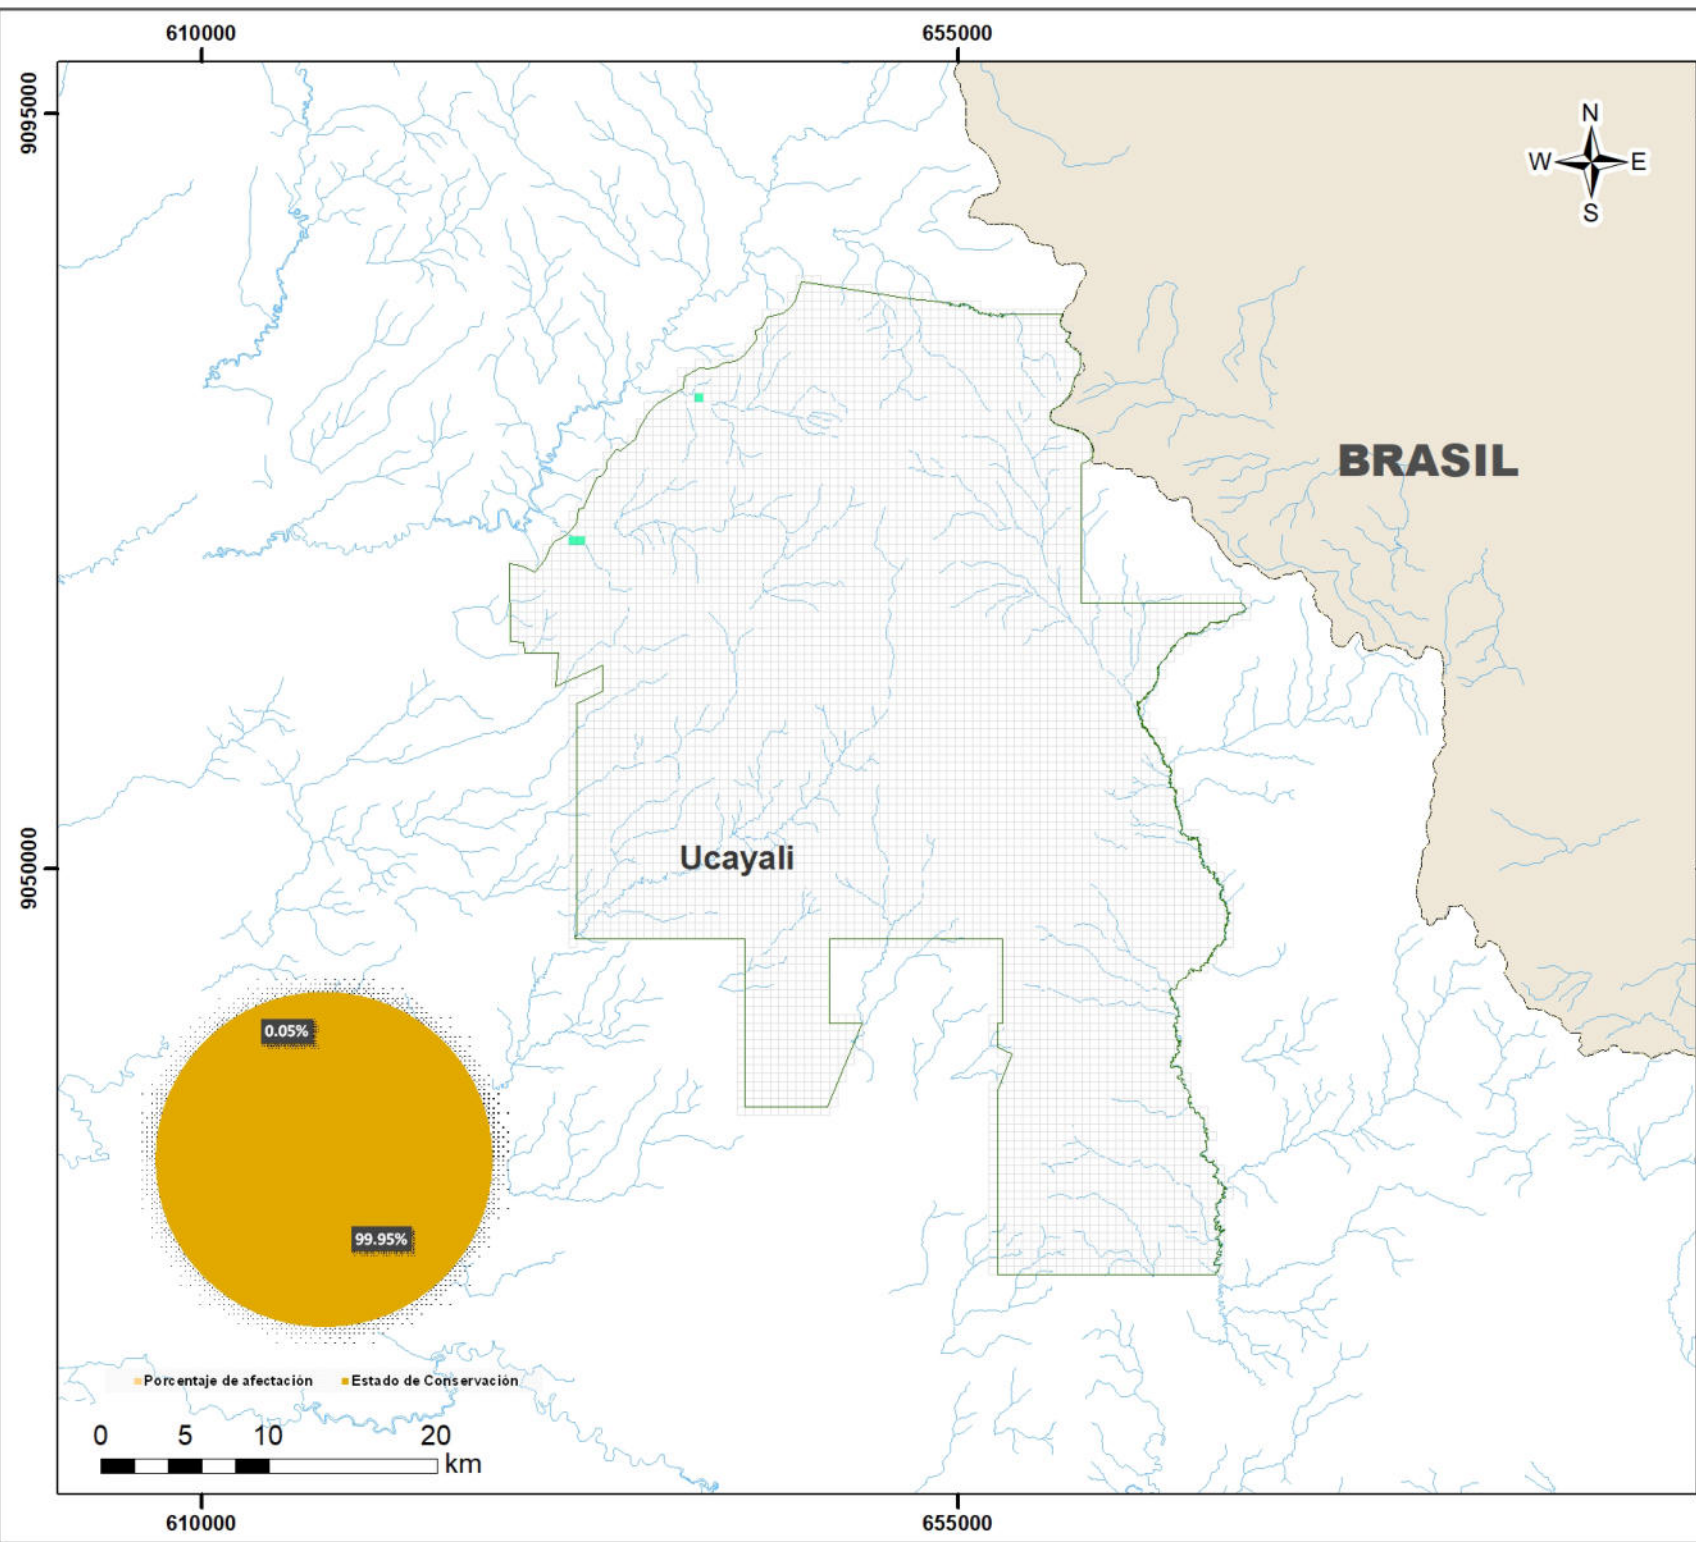 610000 655000
9095000
N
W E
S
BRASIL
9050000
Ucayali
0.05%
99.95%
Porcentaje de afectación Estado de Conservación
0 5 10 20
km
610000 655000